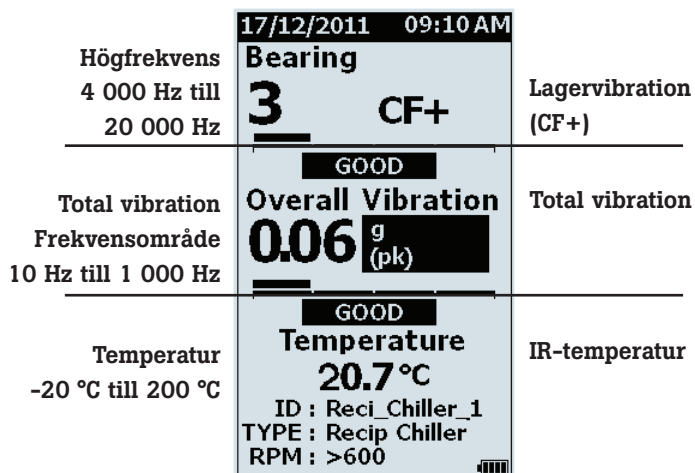 17/12/2011 09:10 AM
Högfrekvens
4 000 Hz till
20 000 Hz
Bearing
3 CF+
Lagervibration
(CF+)
GOOD
Total vibration
Frekvensområde
10 Hz till 1 000 Hz
Overall Vibration
0.06 g
(pk)
Total vibration
GOOD
Temperatur
-20 °C till 200 °C
Temperature
20.7 °C
IR-temperatur
ID : Reci_Chiller_1
TYPE : Recip Chiller
RPM : >600